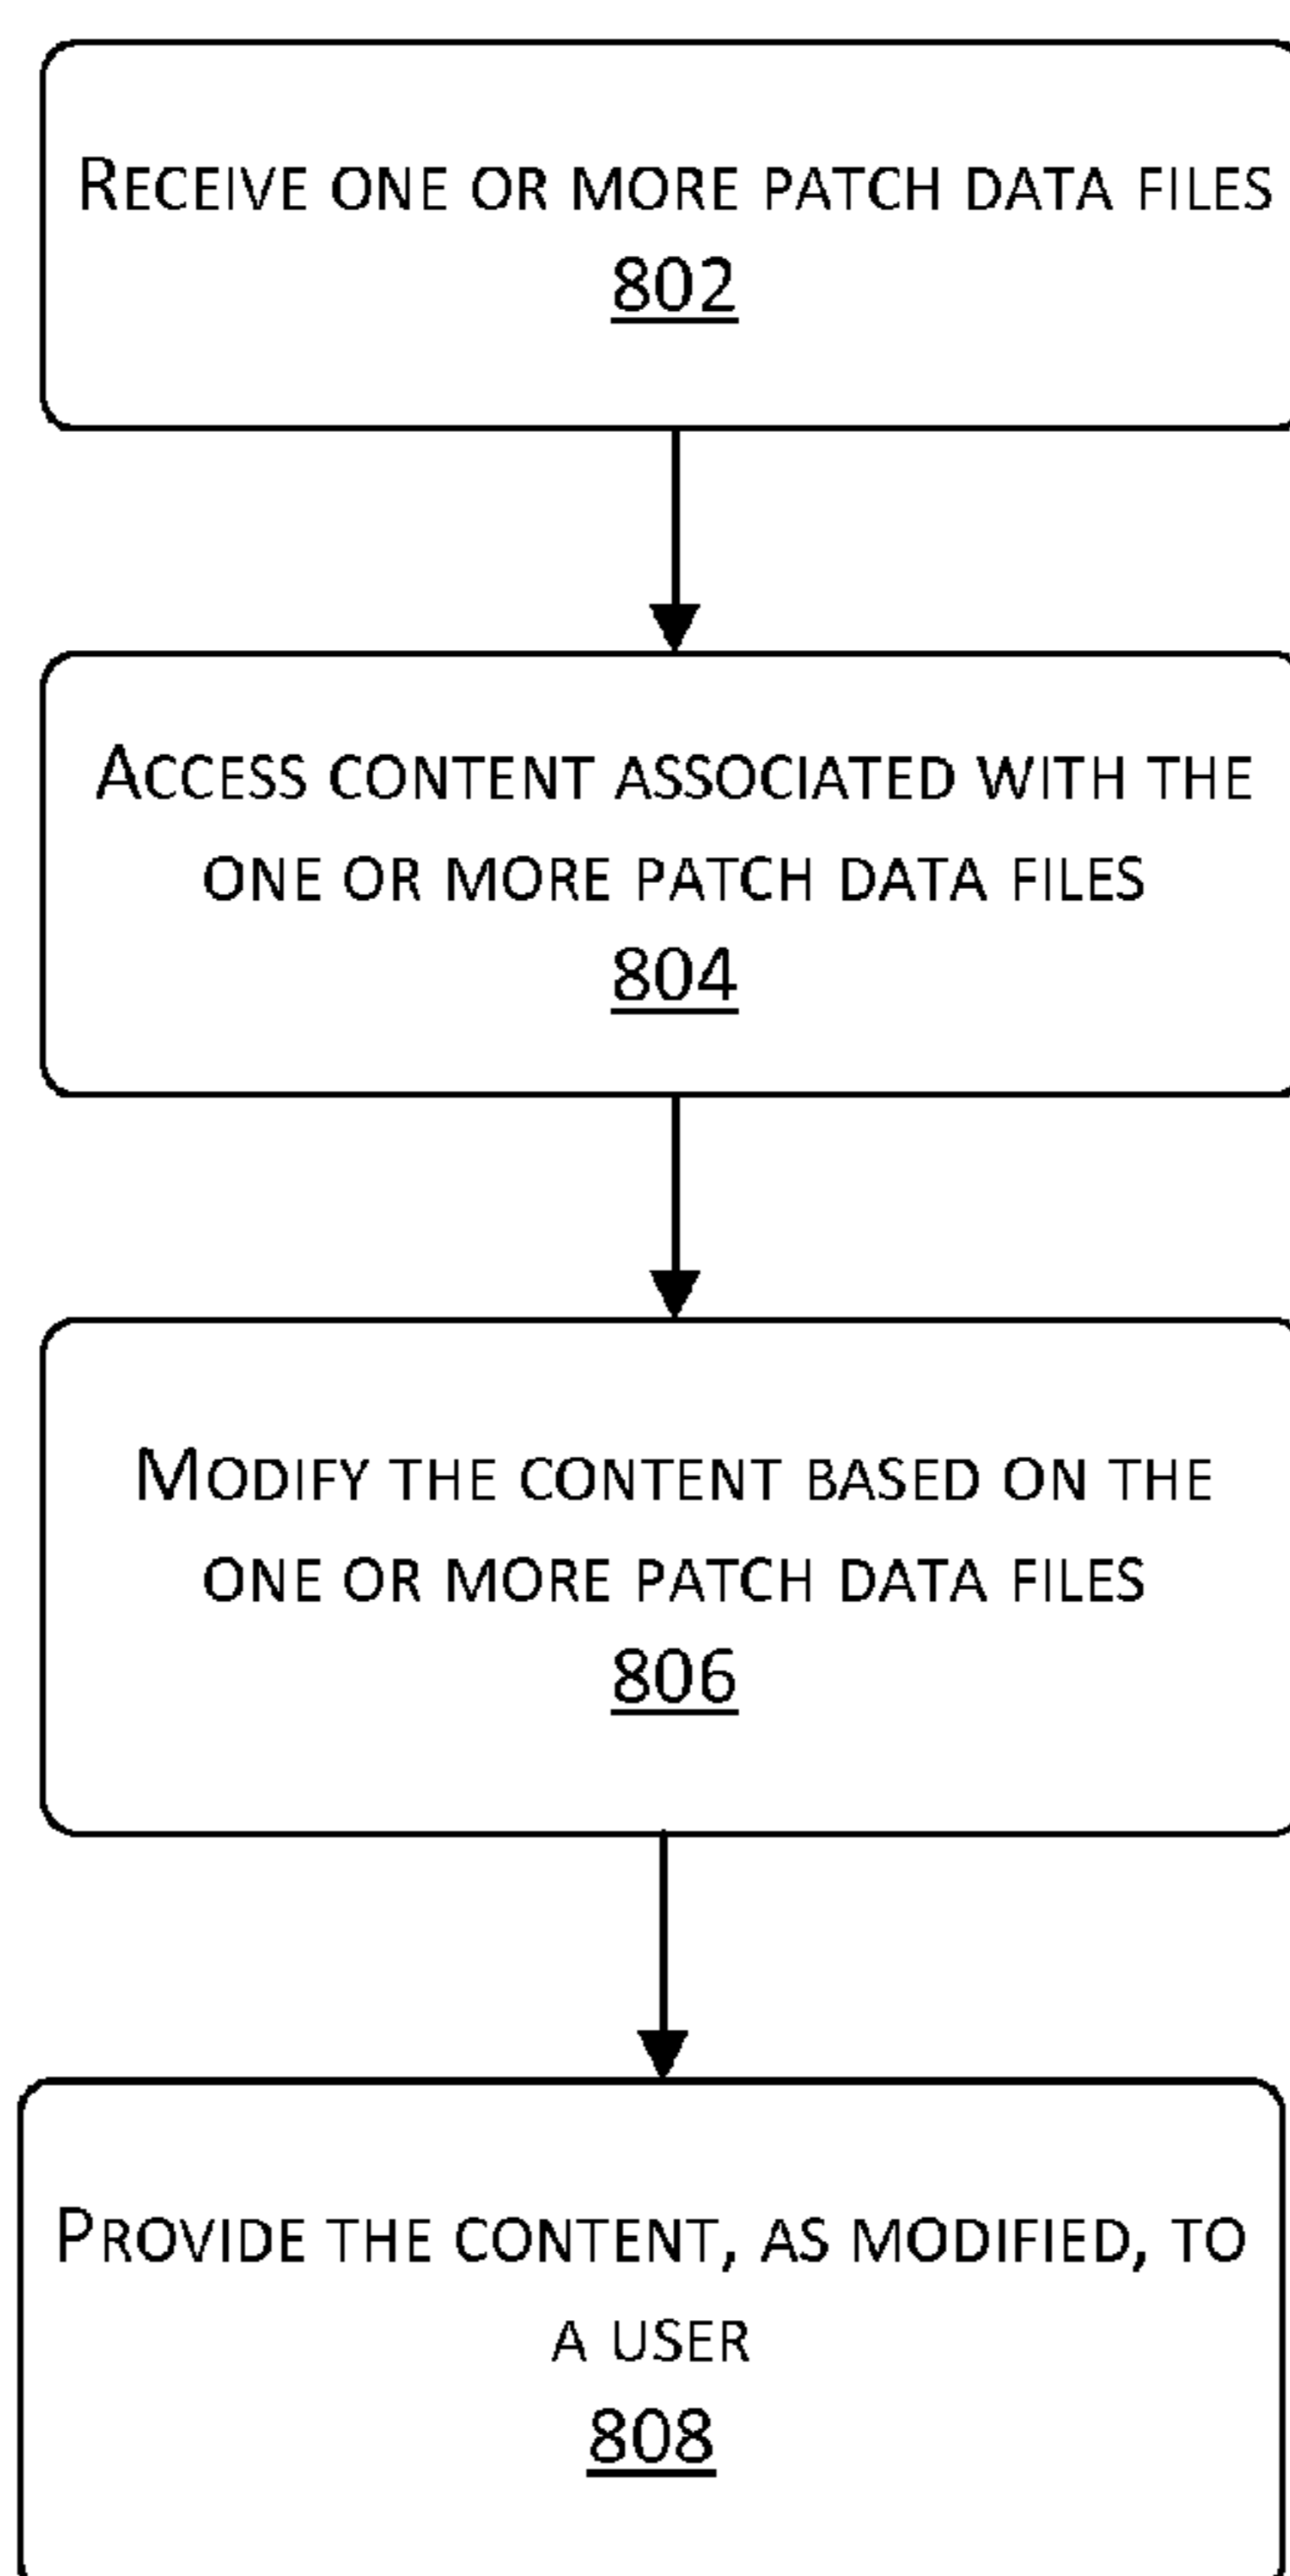 RECEIVE ONE OR MORE PATCH DATA FILES
802
ACCESS CONTENT ASSOCIATED WITH THE
ONE OR MORE PATCH DATA FILES
804
MODIFY THE CONTENT BASED ON THE
ONE OR MORE PATCH DATA FILES
806
PROVIDE THE CONTENT, AS MODIFIED, TO
A USER
808